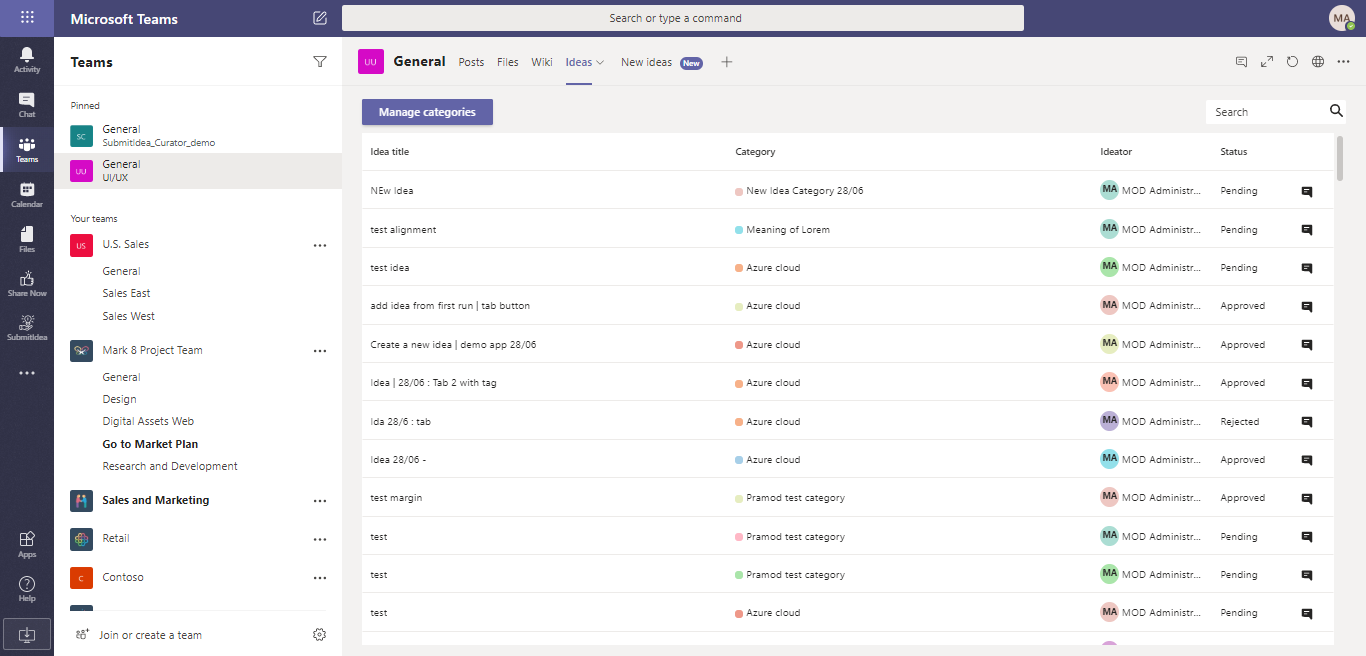 Microsoft Teams
Search or type a command
MA
Activity
Chat
Teams
Calendar
Files
Share Now
SubmitIdea
Apps
Help
Teams
Pinned
SC
General
SubmitIdea_Curator_demo
UU
General
UI/UX
Your teams
US
U.S. Sales
General
Sales East
Sales West
Mark 8 Project Team
General
Design
Digital Assets Web
Go to Market Plan
Research and Development
Sales and Marketing
Retail
C
Contoso
Join or create a team
UU General Posts Files Wiki Ideas New ideas New
Manage categories
Search
Idea title Category Ideator Status
NEw Idea New Idea Category 28/06 MA MOD Administr... Pending
test alignment Meaning of Lorem MA MOD Administr... Pending
test idea Azure cloud MA MOD Administr... Pending
add idea from first run | tab button Azure cloud MA MOD Administr... Approved
Create a new idea | demo app 28/06 Azure cloud MA MOD Administr... Approved
Idea | 28/06 : Tab 2 with tag Azure cloud MA MOD Administr... Approved
Ida 28/6 : tab Azure cloud MA MOD Administr... Rejected
Idea 28/06 - Azure cloud MA MOD Administr... Approved
test margin Pramod test category MA MOD Administr... Approved
test Pramod test category MA MOD Administr... Pending
test Pramod test category MA MOD Administr... Pending
test Azure cloud MA MOD Administr... Pending